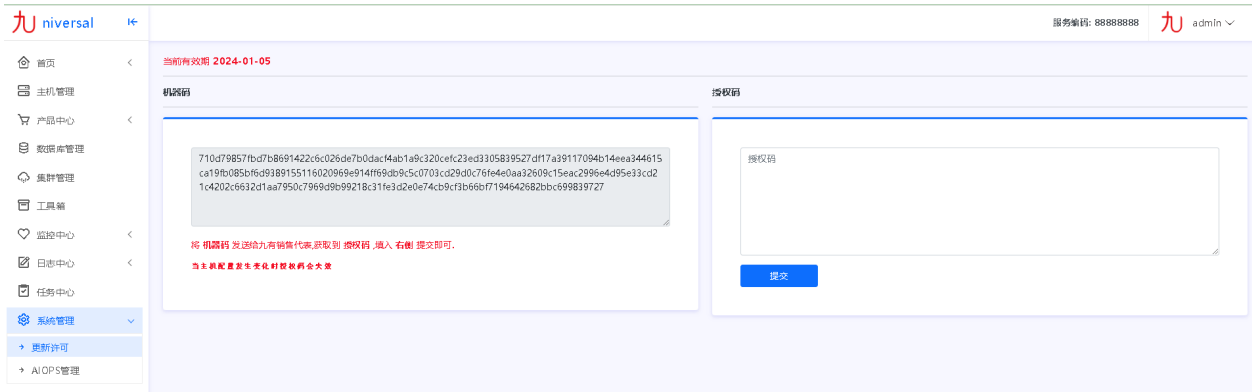 九 niversal
服务编码: 88888888
九 admin
首页
主机管理
产品中心
数据库管理
集群管理
工具箱
监控中心
日志中心
任务中心
系统管理
更新许可
AIOPS管理
当前有效期 2024-01-05
机器码
710d79857fbd7b8691422c6c026de7b0dacf4ab1a9c320cefc23ed3305839527df17a39117094b14eea344615
ca19fb085bf6d9389155116020969e914ff69db9c5c0703cd29d0c76fe4e0aa32609c15eac2996e4d95e33cd2
1c4202c6632d1aa7950c7969d9b99218c31fe3d2e0e74cb9cf3b66bf7194642682bbc699839727
将 机器码 发送给九有销售代表,获取到 授权码 ,填入 右侧 提交即可.
当主机配置发生变化时授权码会失效
授权码
授权码
提交